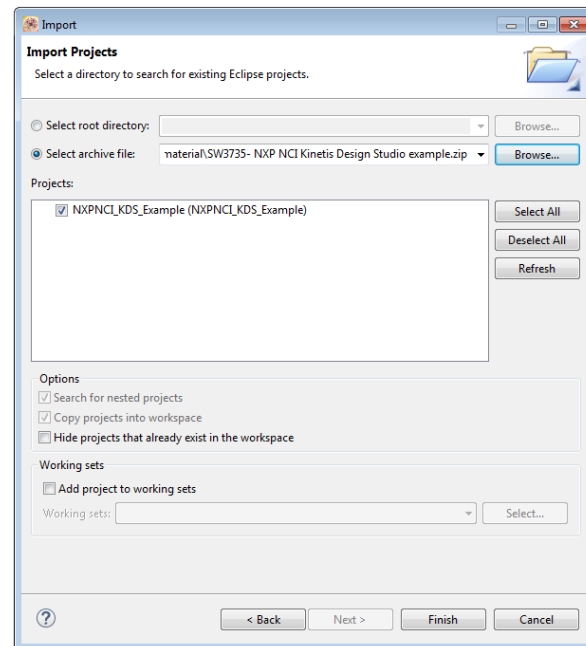 Import
Import Projects
Select a directory to search for existing Eclipse projects.
Select root directory:
Browse...
Select archive file:
naterial\SW3735- NXP NCI Kinetis Design Studio example.zip
Browse...
Projects:
NXPNCI_KDS_Example (NXPNCI_KDS_Example)
Select All
Deselect All
Refresh
Options
Search for nested projects
Copy projects into workspace
Hide projects that already exist in the workspace
Working sets
Add project to working sets
Working sets:
Select...
?
< Back
Next >
Finish
Cancel